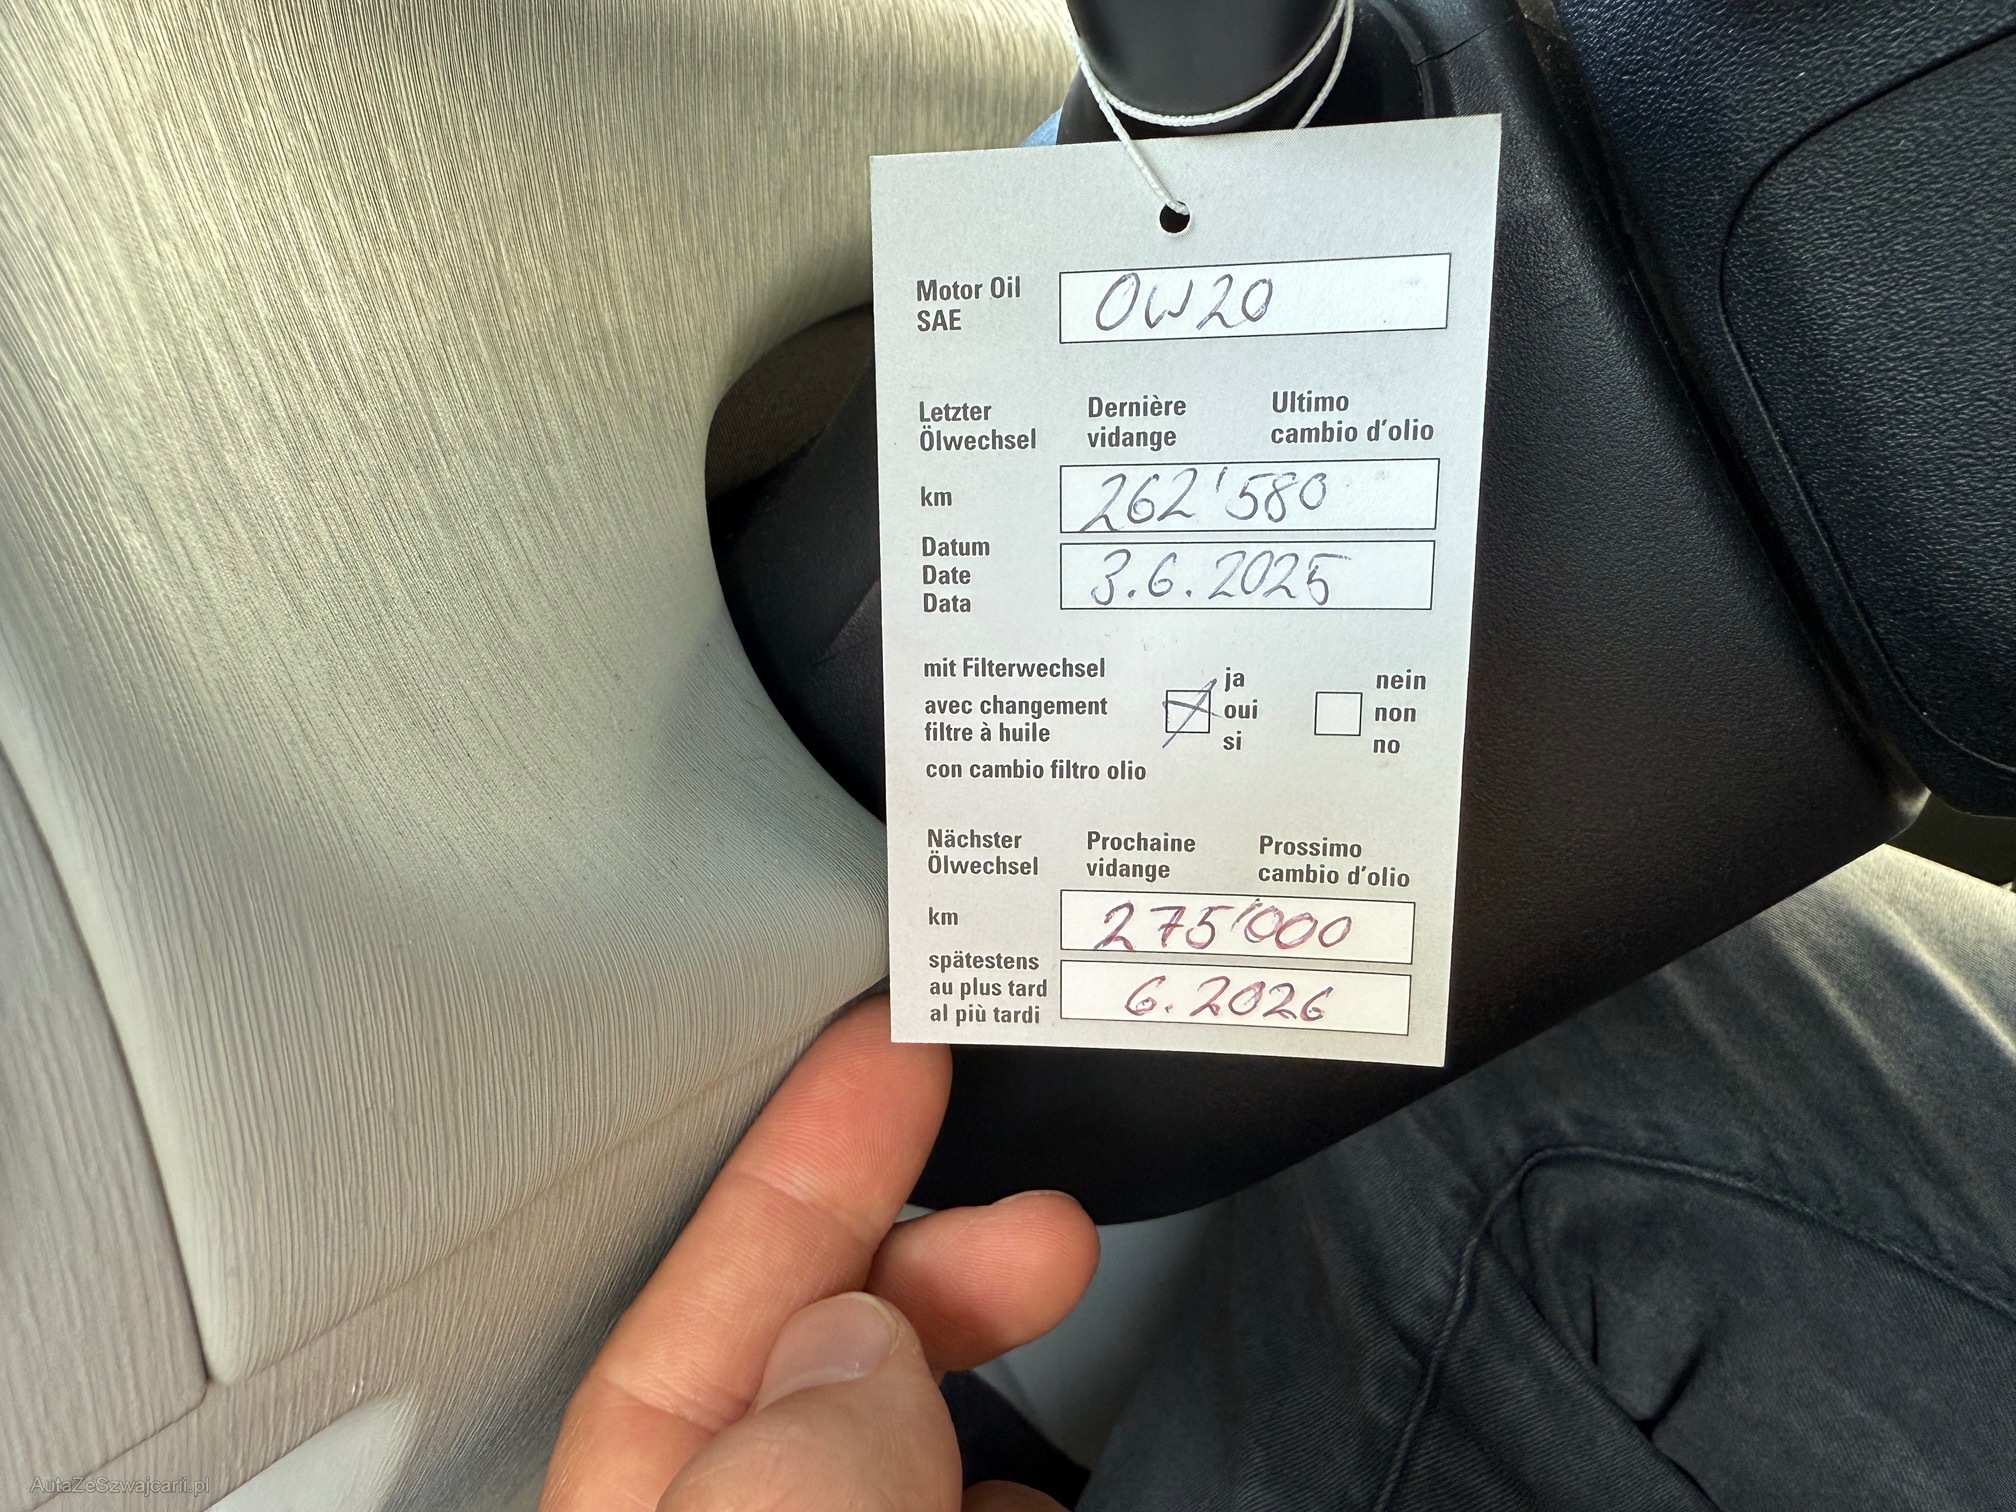 Motor Oil
SAE
0W20
Letzter Dernière Ultimo
Ölwechsel vidange cambio d'olio
km 262'580
Datum
Date
Data
3.6.2025
mit Filterwechsel
avec changement
filtre à huile
con cambio filtro olio
ja
oui
si
nein
non
no
Nächster Prochaine Prossimo
Ölwechsel vidange cambio d'olio
km 275'000
spätestens
au plus tard
al più tardi
6.2026
AutaZeSzwajcarii.pl